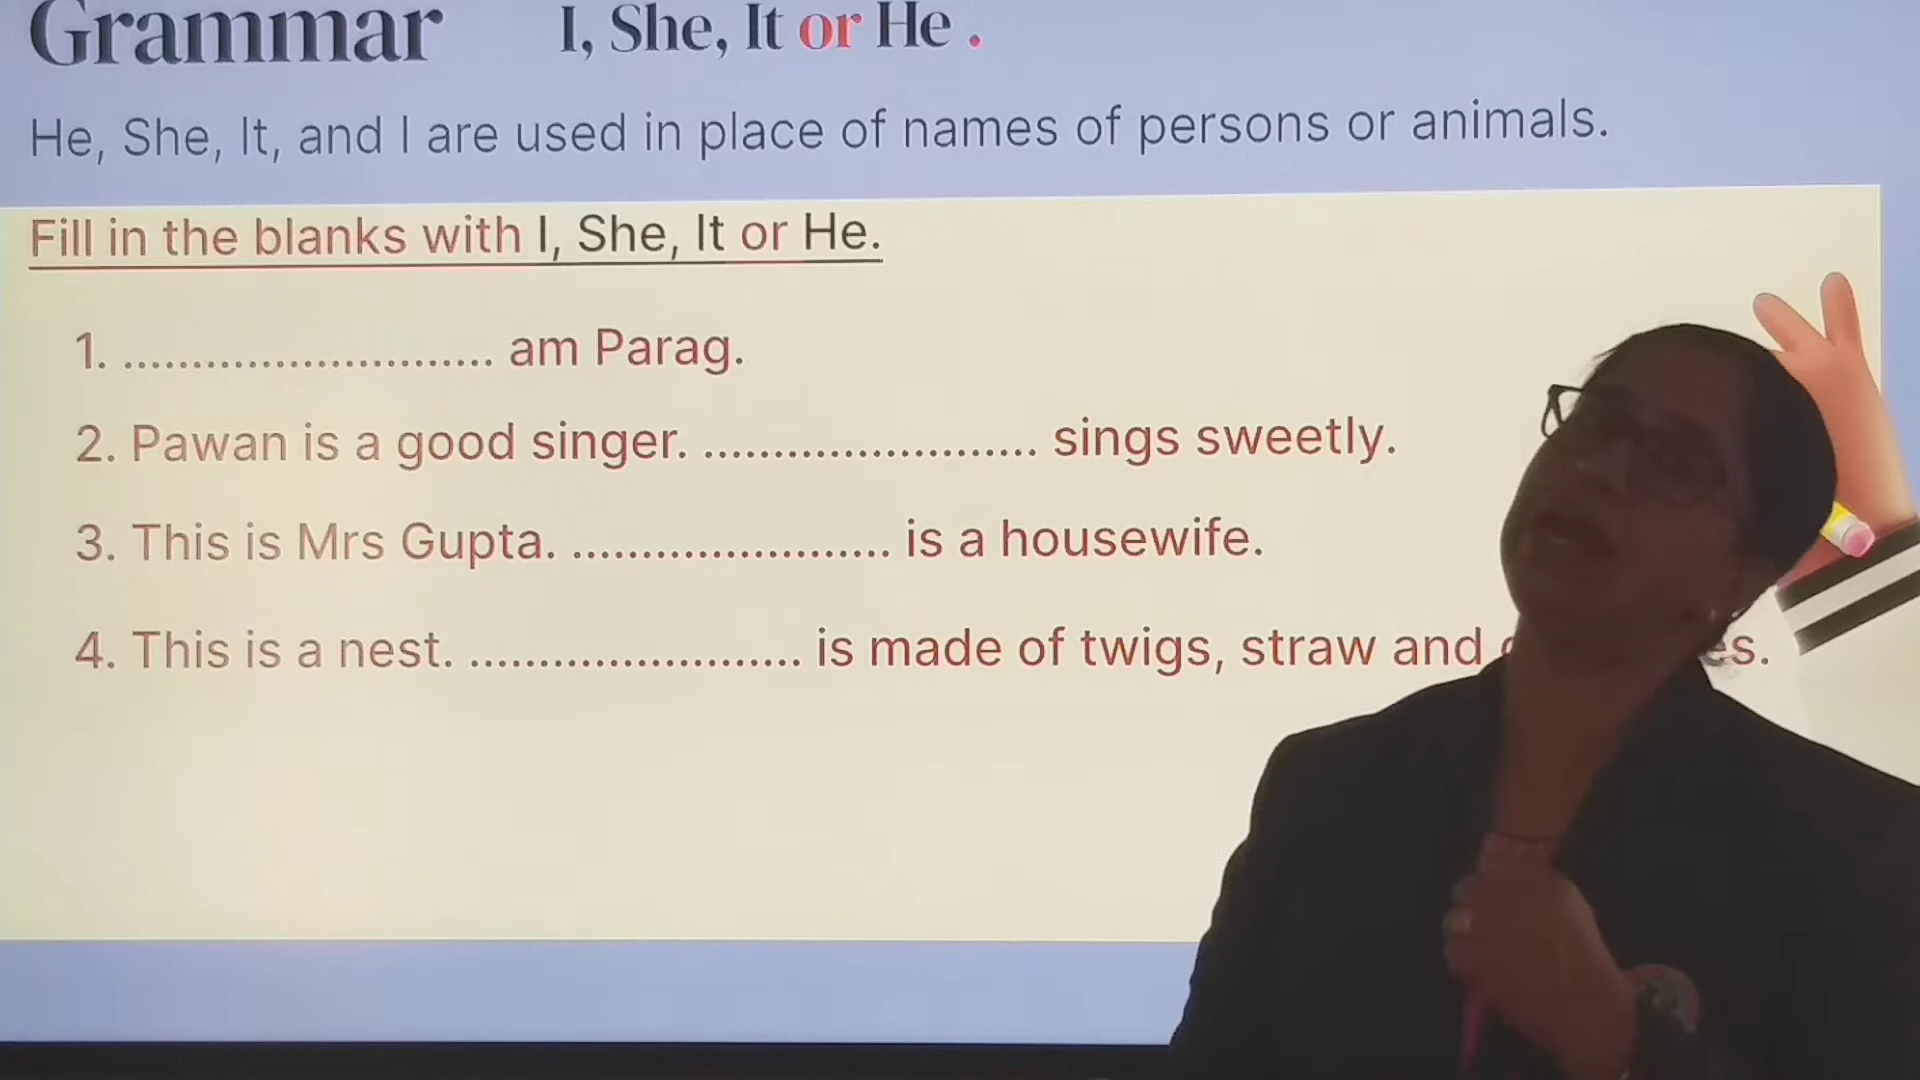 Grammar I, She, It or He .
He, She, It, and I are used in place of names of persons or animals.
Fill in the blanks with I, She, It or He.
1. ........................... am Parag.
2. Pawan is a good singer. ........................ sings sweetly.
3. This is Mrs Gupta. ....................... is a housewife.
4. This is a nest. ........................ is made of twigs, straw and